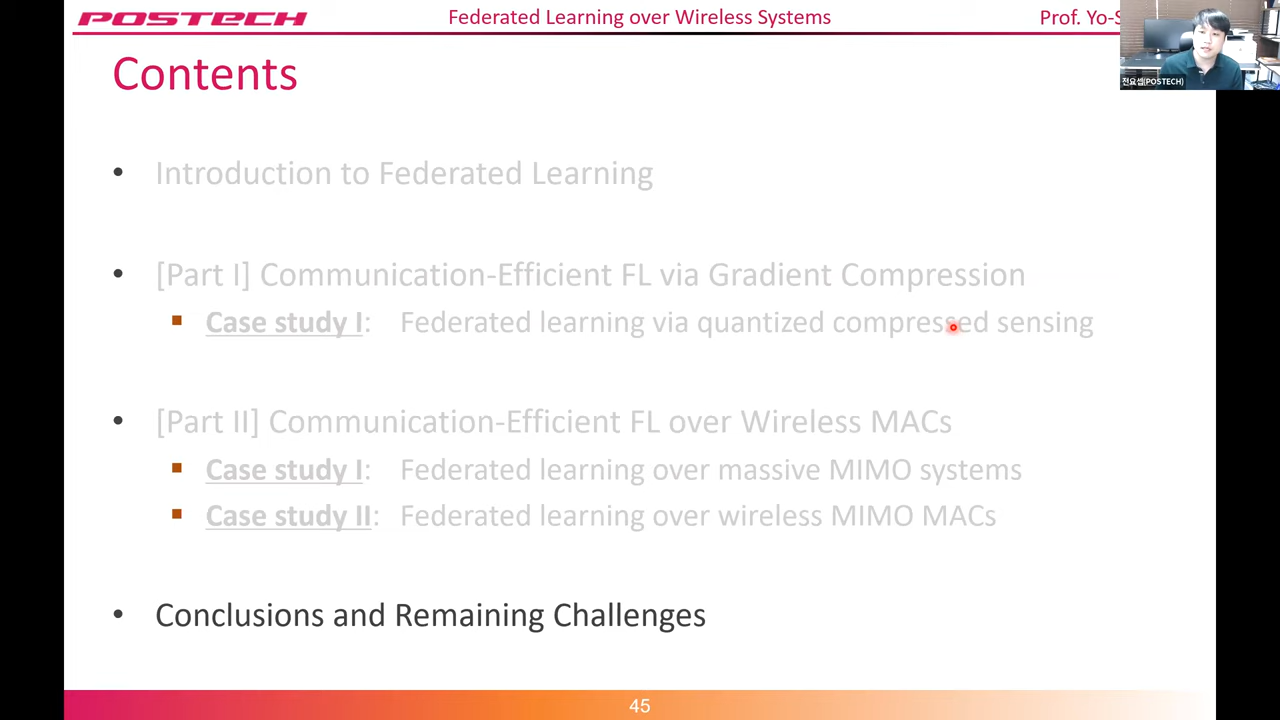 POSTECH
Federated Learning over Wireless Systems
Prof. Yo-S
전요셉(POSTECH)
Contents
• Introduction to Federated Learning
• [Part I] Communication-Efficient FL via Gradient Compression
▪ Case study I: Federated learning via quantized compressed sensing
• [Part II] Communication-Efficient FL over Wireless MACs
▪ Case study I: Federated learning over massive MIMO systems
▪ Case study II: Federated learning over wireless MIMO MACs
• Conclusions and Remaining Challenges
45